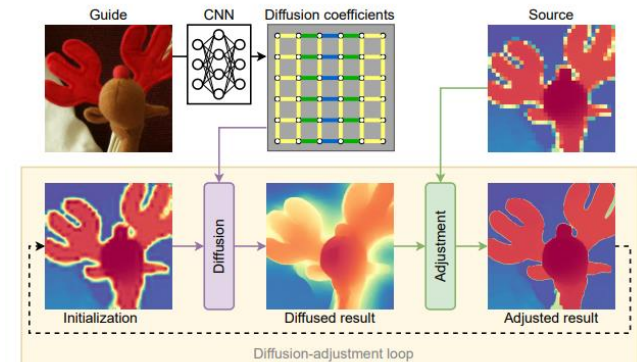 Guide
CNN
Diffusion coefficients
Source
Diffusion
Adjustment
Initialization
Diffused result
Adjusted result
Diffusion-adjustment loop